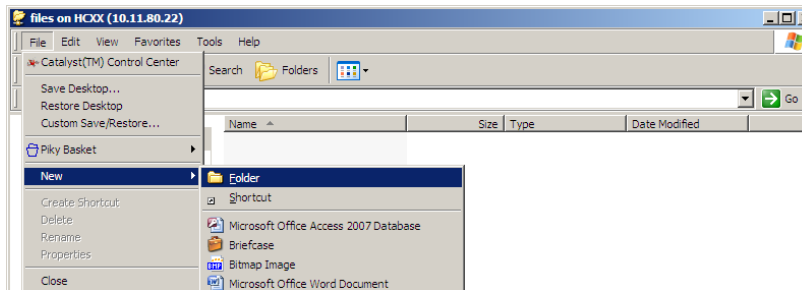 files on HCXX (10.11.80.22)
File Edit View Favorites Tools Help
Catalyst(TM) Control Center
Search Folders
Save Desktop...
Restore Desktop
Go
Custom Save/Restore...
Name Size Type Date Modified
Piky Basket
New
Folder
Shortcut
Create Shortcut
Delete
Rename
Properties
Close
Microsoft Office Access 2007 Database
Briefcase
Bitmap Image
Microsoft Office Word Document